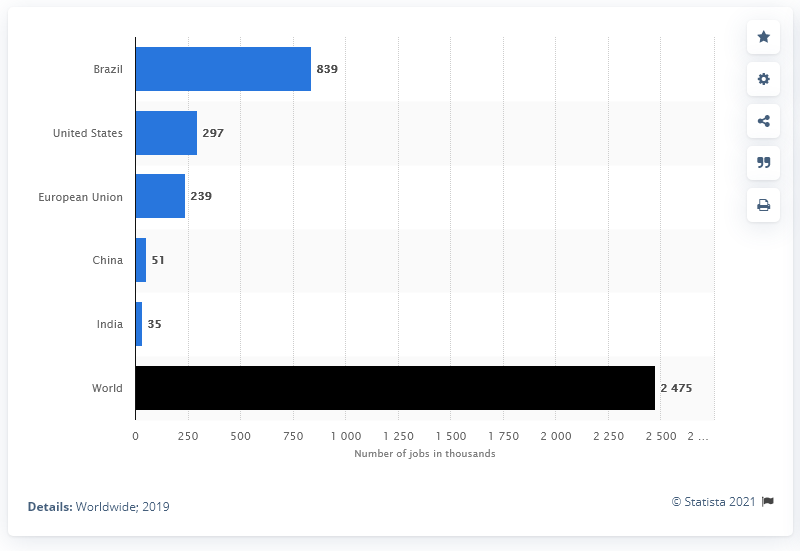 Brazil 839
United States 297
European Union 239
China 51
India 35
World 2 475
0 250 500 750 1 000 1 250 1 500 1 750 2 000 2 250 2 500 2 ...
Number of jobs in thousands
Details: Worldwide; 2019
© Statista 2021